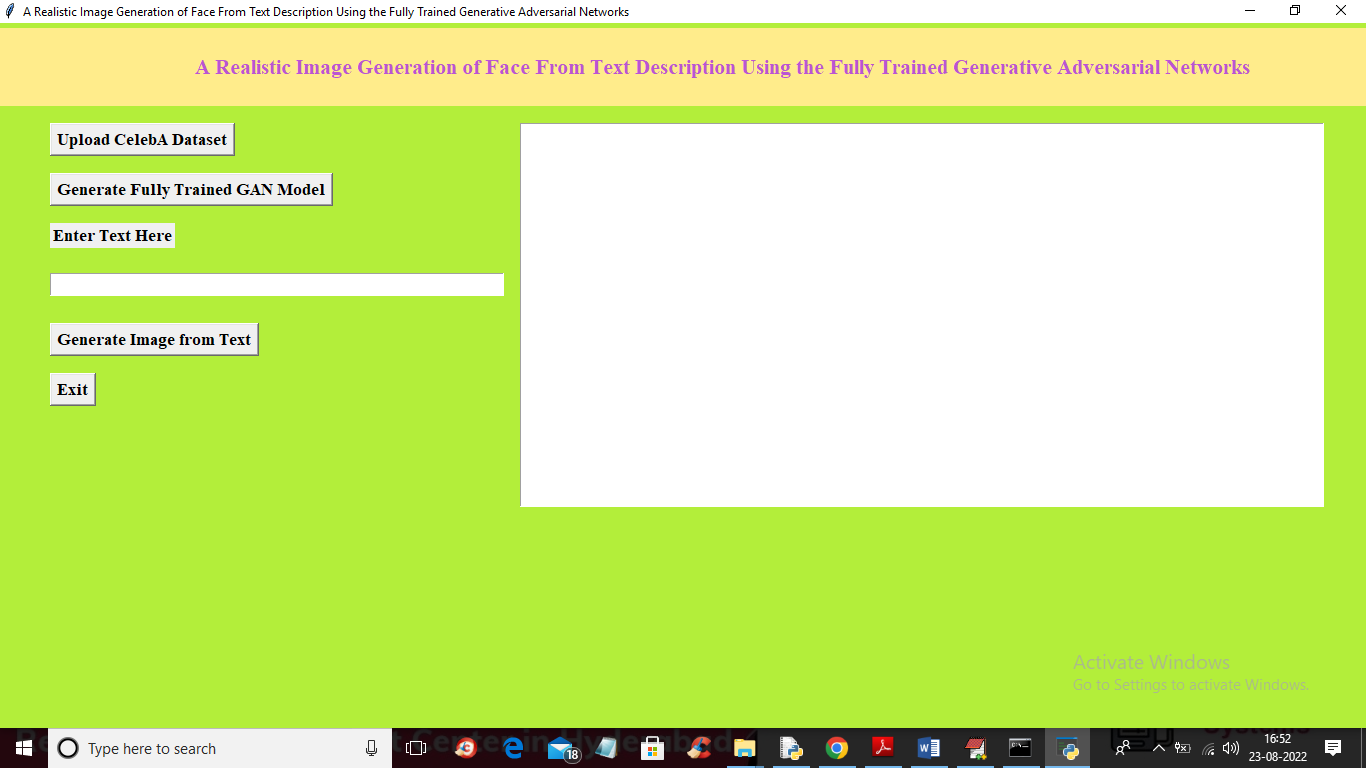 A Realistic Image Generation of Face From Text Description Using the Fully Trained Generative Adversarial Networks
A Realistic Image Generation of Face From Text Description Using the Fully Trained Generative Adversarial Networks
Upload CelebA Dataset
Generate Fully Trained GAN Model
Enter Text Here
Generate Image from Text
Exit
Activate Windows
Go to Settings to activate Windows.
Type here to search
18
16:52
23-08-2022